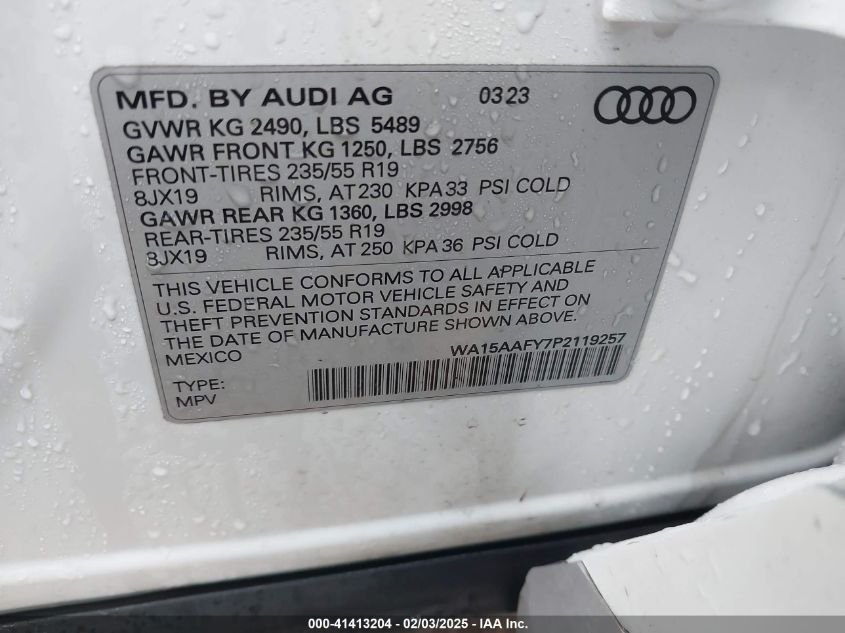 MFD. BY AUDI AG 0323
GVWR KG 2490, LBS 5489
GAWR FRONT KG 1250, LBS 2756
FRONT-TIRES 235/55 R19
8JX19 RIMS, AT 230 KPA 33 PSI COLD
GAWR REAR KG 1360, LBS 2998
REAR-TIRES 235/55 R19
8JX19 RIMS, AT 250 KPA 36 PSI COLD
THIS VEHICLE CONFORMS TO ALL APPLICABLE
U.S. FEDERAL MOTOR VEHICLE SAFETY AND
THEFT PREVENTION STANDARDS IN EFFECT ON
THE DATE OF MANUFACTURE SHOWN ABOVE.
MEXICO WA15AAFY7P2119257
TYPE:
MPV
000-41413204 - 02/03/2025 - IAA Inc.